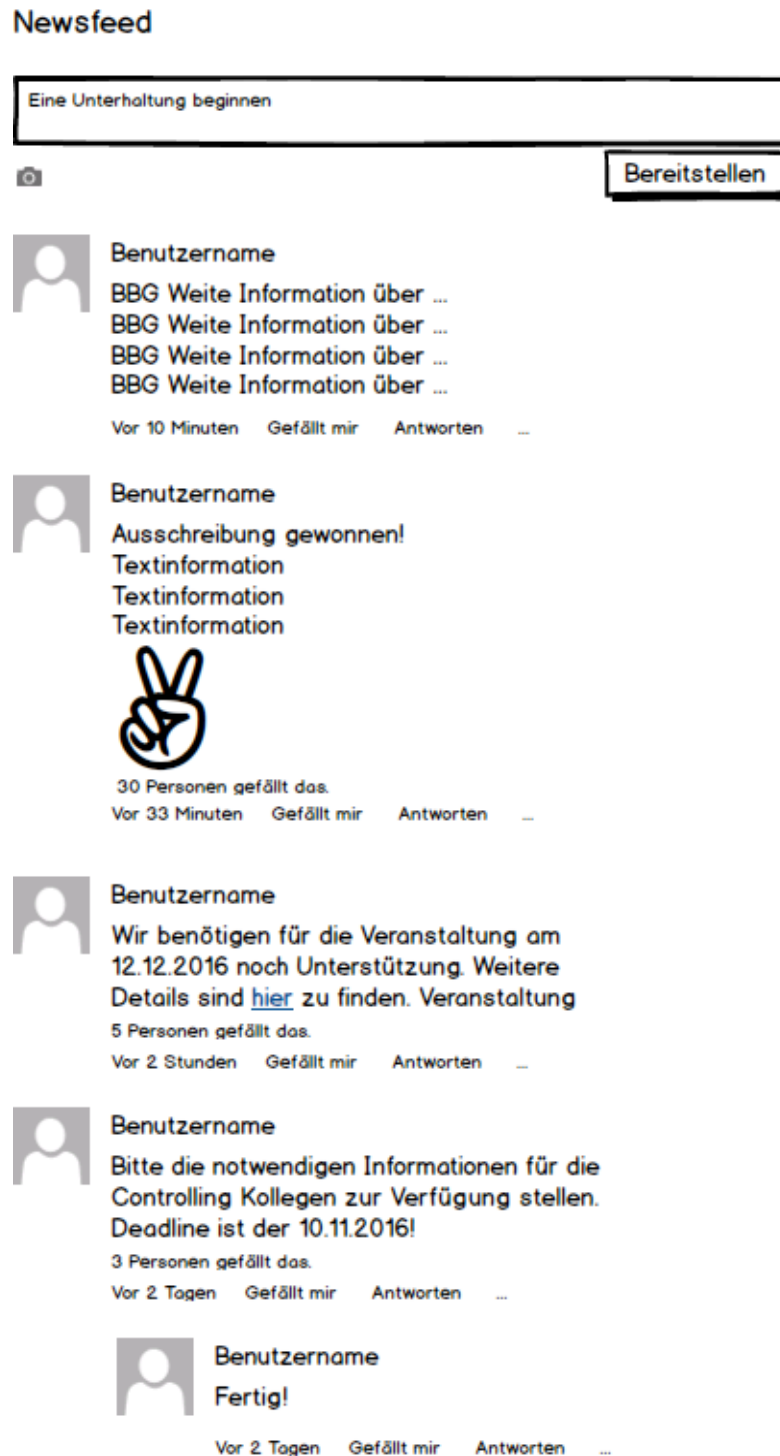 Newsfeed
Eine Unterhaltung beginnen
Bereitstellen
Benutzername
BBG Weite Information über ...
BBG Weite Information über ...
BBG Weite Information über ...
BBG Weite Information über ...
Vor 10 Minuten Gefällt mir Antworten ...
Benutzername
Ausschreibung gewonnen!
Textinformation
Textinformation
Textinformation
30 Personen gefällt das.
Vor 33 Minuten Gefällt mir Antworten ...
Benutzername
Wir benötigen für die Veranstaltung am
12.12.2016 noch Unterstützung. Weitere
Details sind hier zu finden. Veranstaltung
5 Personen gefällt das.
Vor 2 Stunden Gefällt mir Antworten ...
Benutzername
Bitte die notwendigen Informationen für die
Controlling Kollegen zur Verfügung stellen.
Deadline ist der 10.11.2016!
3 Personen gefällt das.
Vor 2 Tagen Gefällt mir Antworten ...
Benutzername
Fertig!
Vor 2 Tagen Gefällt mir Antworten ...